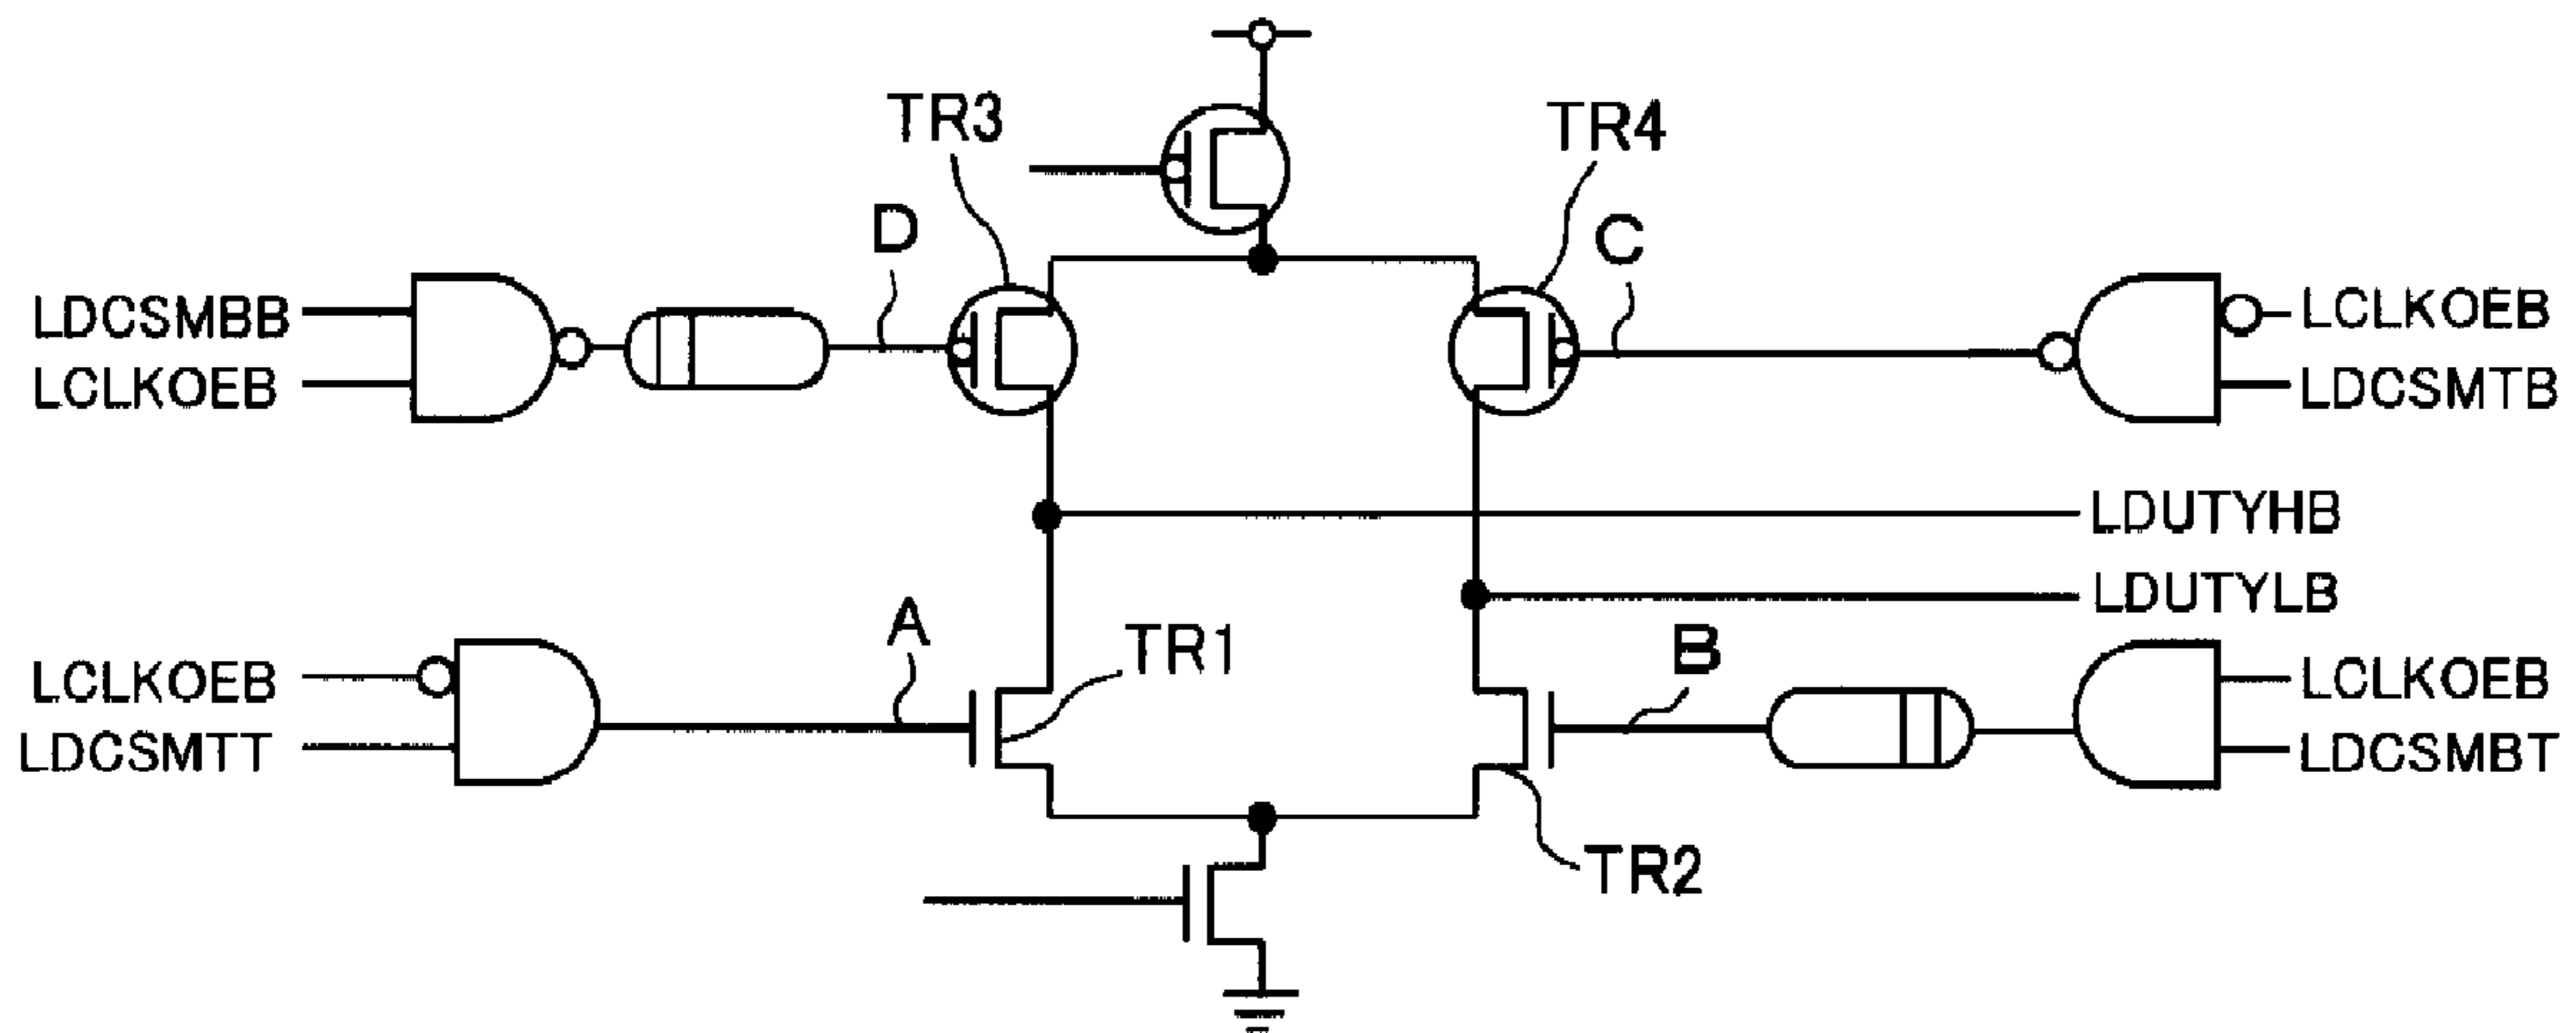 TR3
TR4
D
C
LDCSMBB
LCLKOEB
LCLKOEB
LDCSMTB
LDUTYHB
LDUTYLB
A
TR1
B
LCLKOEB
LDCSMTT
LCLKOEB
LDCSMBT
TR2